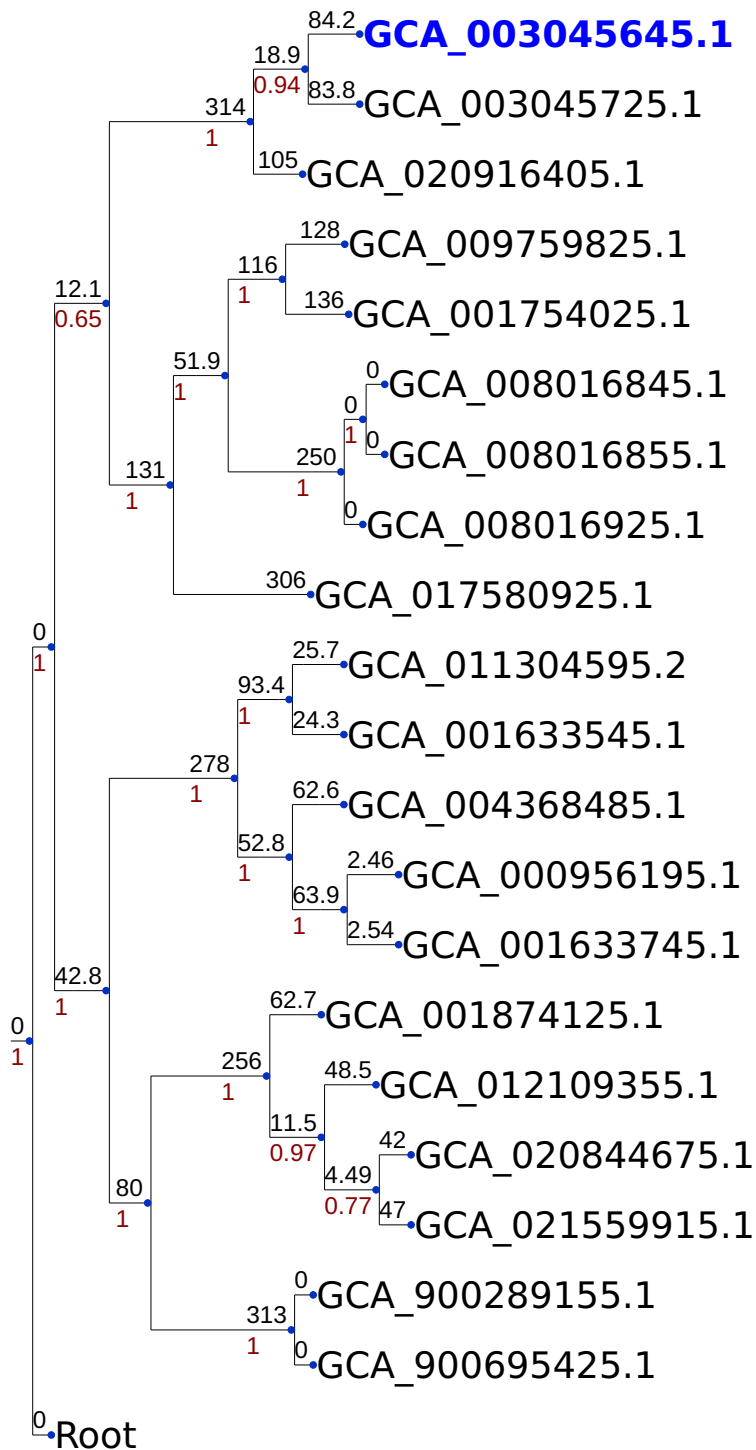 84.2
GCA_003045645.1
18.9
0.94
83.8
GCA_003045725.1
314
1
105
GCA_020916405.1
128
GCA_009759825.1
116
1
12.1
0.65
136
GCA_001754025.1
51.9
1
0
GCA_008016845.1
0
1
0
GCA_008016855.1
250
1
131
1
0
GCA_008016925.1
306
GCA_017580925.1
0
1
25.7
GCA_011304595.2
93.4
1
24.3
GCA_001633545.1
278
1
62.6
GCA_004368485.1
52.8
1
2.46
GCA_000956195.1
63.9
1
2.54
GCA_001633745.1
42.8
1
62.7
GCA_001874125.1
0
1
256
1
48.5
GCA_012109355.1
11.5
0.97
42
GCA_020844675.1
4.49
0.77
80
1
47
GCA_021559915.1
0
GCA_900289155.1
313
1
0
GCA_900695425.1
0
Root